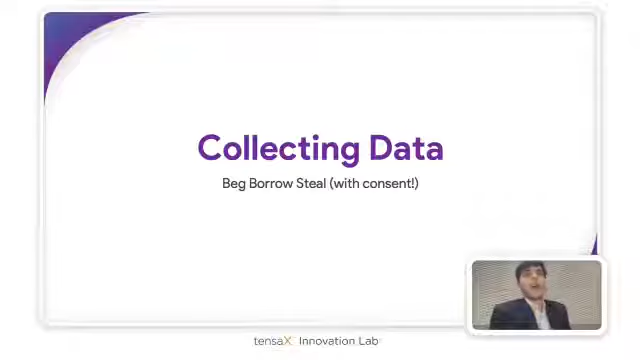 Collecting Data
Beg Borrow Steal (with consent!)
tensaX Innovation Lab